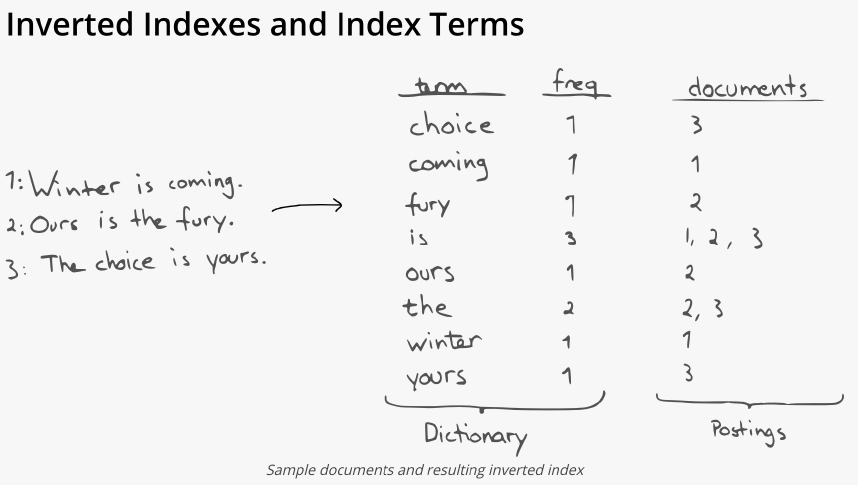 Inverted Indexes and Index Terms
1: Winter is coming.
2: Ours is the fury.
3: The choice is yours.
term freq documents
choice 1 3
coming 1 1
fury 1 2
is 3 1, 2, 3
ours 1 2
the 2 2, 3
winter 1 1
yours 1 3
Dictionary Postings
Sample documents and resulting inverted index